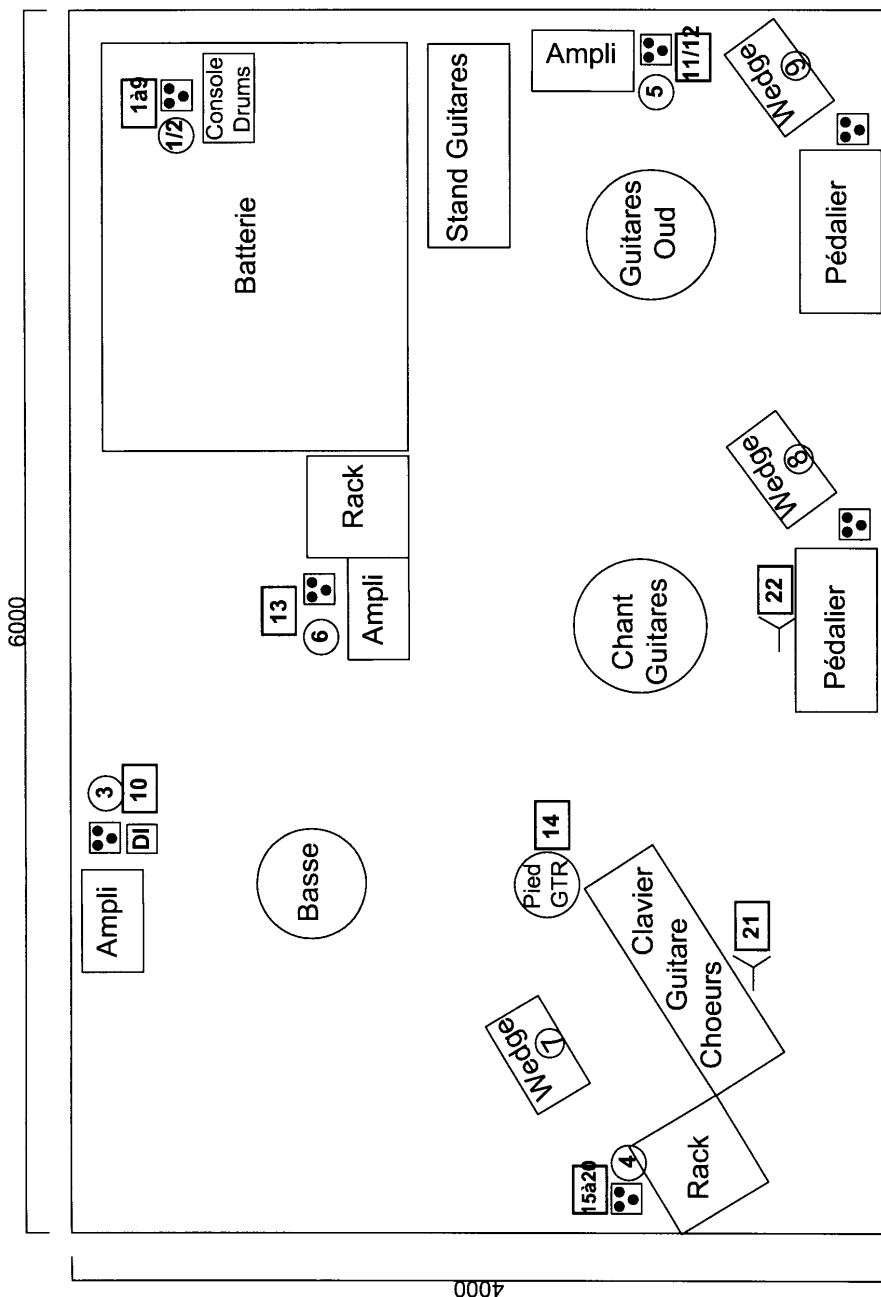 6000
4000
1à9
1/2
Console
Drums
Batterie
Stand Guitares
Ampli
11/12
5
Wedge
9
Guitares
Oud
Pédalier
Rack
13
6
Ampli
Wedge
8
Chant
Guitares
22
Pédalier
3
10
DI
Ampli
Basse
14
Pied
GTR
Clavier
Guitare
Choeurs
21
Wedge
7
15à20
4
Rack